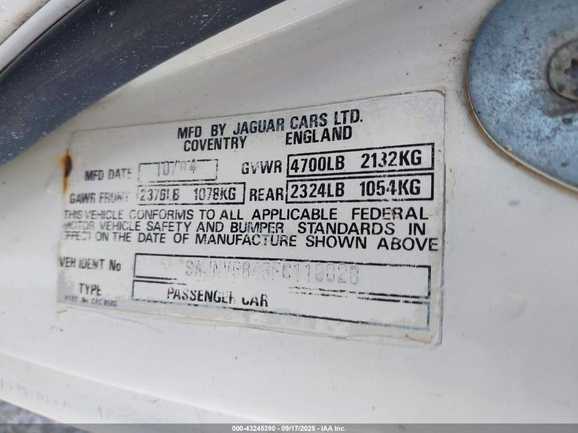 MFD BY JAGUAR CARS LTD.
COVENTRY ENGLAND
MFD DATE 10/84 GVWR 4700LB 2132KG
GAWR FRONT 2376LB 1078KG REAR 2324LB 1054KG
THIS VEHICLE CONFORMS TO ALL APPLICABLE FEDERAL
MOTOR VEHICLE SAFETY AND BUMPER STANDARDS IN
EFFECT ON THE DATE OF MANUFACTURE SHOWN ABOVE
VEH IDENT No
TYPE PASSENGER CAR
000-43245290 - 09/17/2025 - IAA Inc.